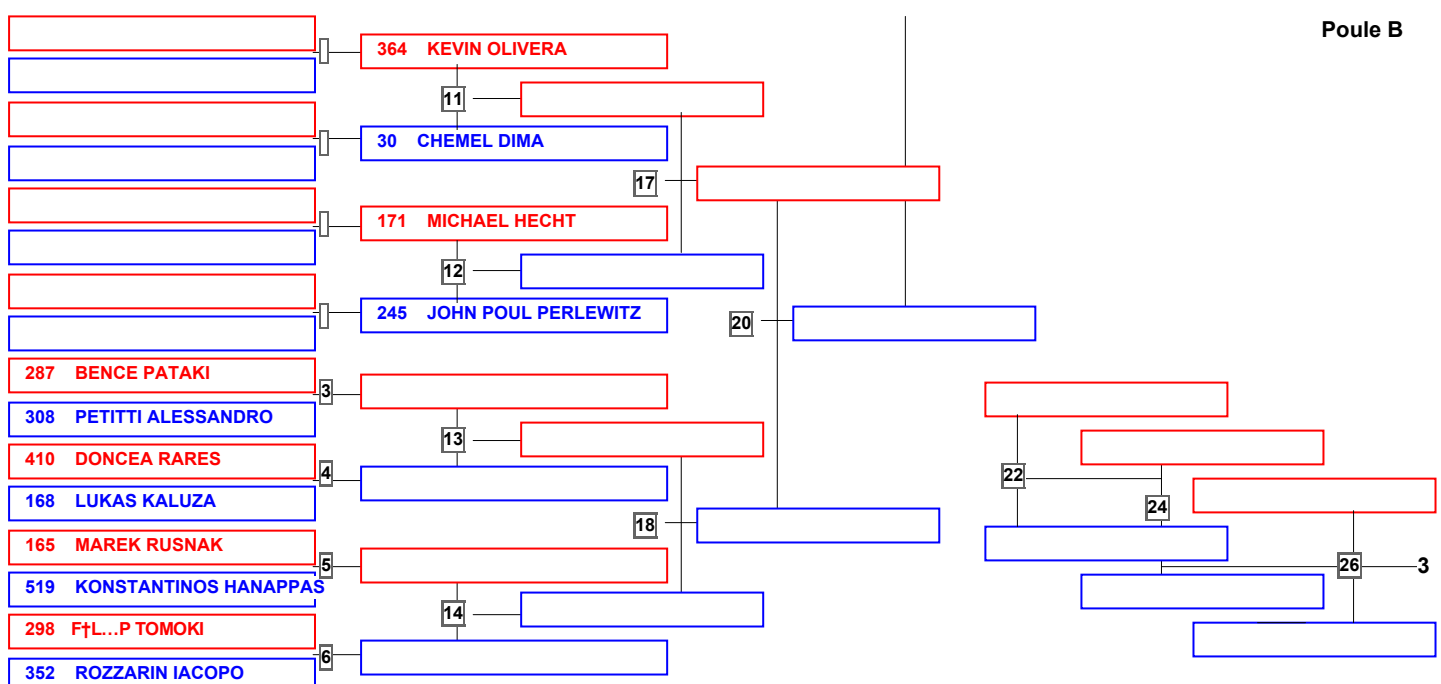 Poule B
364 KEVIN OLIVERA
11
30 CHEMEL DIMA
17
171 MICHAEL HECHT
12
245 JOHN POUL PERLEWITZ
20
287 BENCE PATAKI
3
308 PETITTI ALESSANDRO
13
410 DONCEA RARES
4
22
168 LUKAS KALUZA
24
18
165 MAREK RUSNAK
5
26
3
519 KONSTANTINOS HANAPPAS
14
298 F†L…P TOMOKI
6
352 ROZZARIN IACOPO